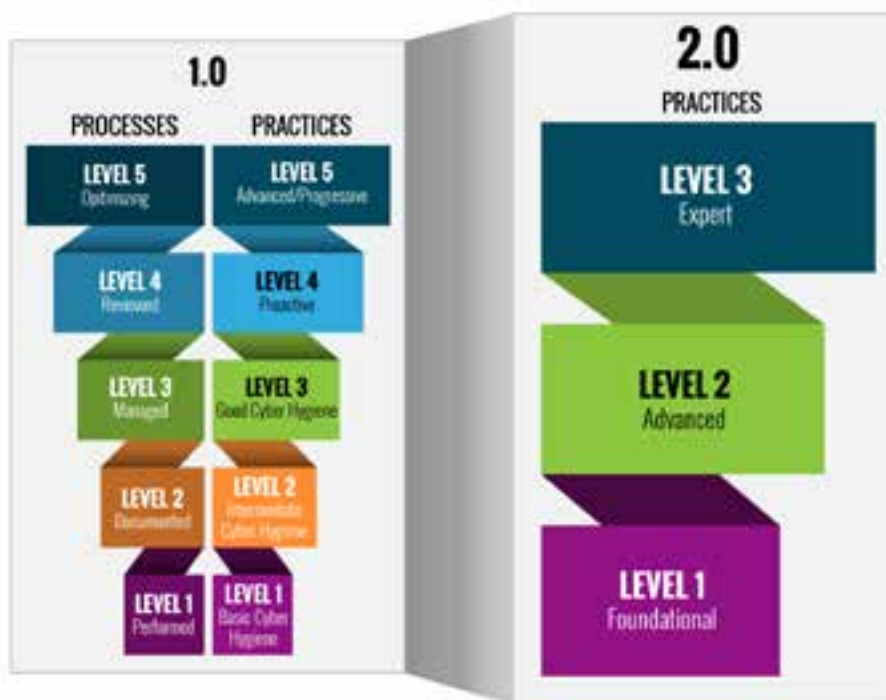 1.0
PROCESSES PRACTICES
LEVEL 5
Optimizing
LEVEL 5
Advanced/Progressive
LEVEL 4
Reviewed
LEVEL 4
Proactive
LEVEL 3
Managed
LEVEL 3
Good Cyber Hygiene
LEVEL 2
Documented
LEVEL 2
Intermediate
Cyber Hygiene
LEVEL 1
Performed
LEVEL 1
Basic Cyber
Hygiene
2.0
PRACTICES
LEVEL 3
Expert
LEVEL 2
Advanced
LEVEL 1
Foundational